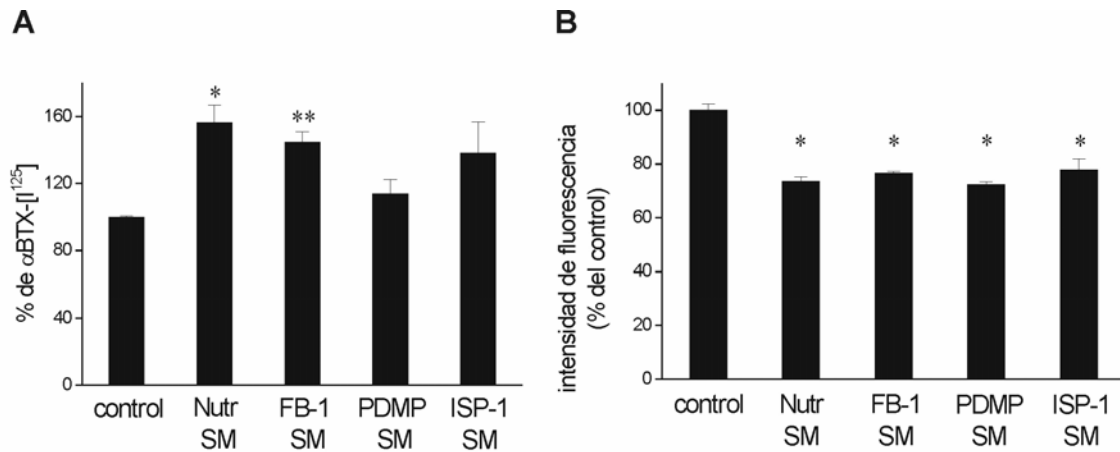 A
% de αBTX-[I¹²⁵]
160
120
80
40
0
*
**
control
Nutr
SM
FB-1
SM
PDMP
SM
ISP-1
SM
B
intensidad de fluorescencia
(% del control)
100
80
60
40
20
0
*
*
*
*
control
Nutr
SM
FB-1
SM
PDMP
SM
ISP-1
SM